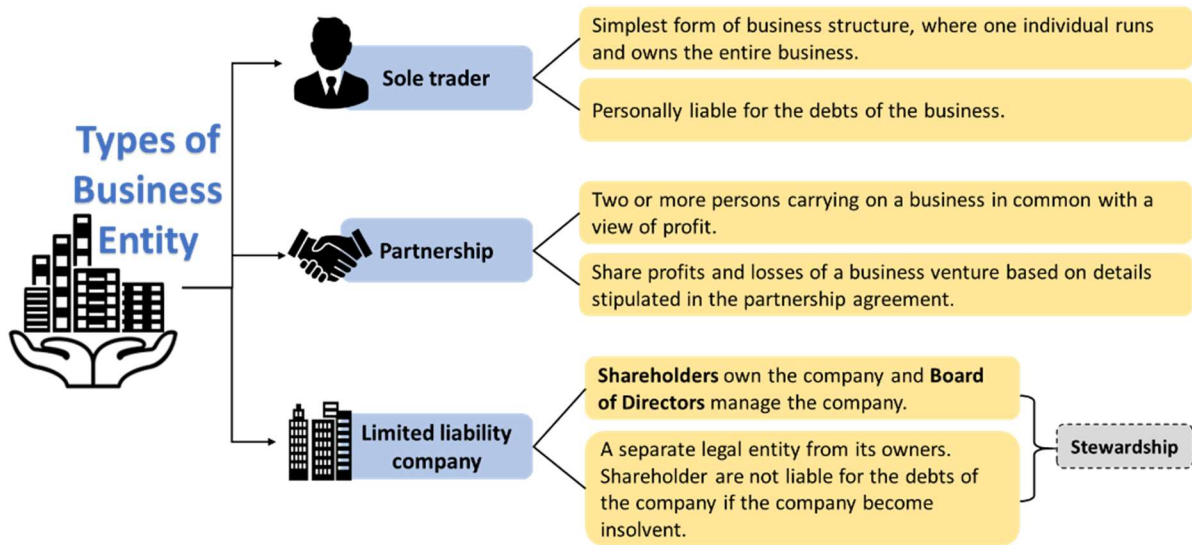 Types of
Business
Entity
Sole trader
Simplest form of business structure, where one individual runs
and owns the entire business.
Personally liable for the debts of the business.
Partnership
Two or more persons carrying on a business in common with a
view of profit.
Share profits and losses of a business venture based on details
stipulated in the partnership agreement.
Limited liability
company
Shareholders own the company and Board
of Directors manage the company.
A separate legal entity from its owners.
Shareholder are not liable for the debts of
the company if the company become
insolvent.
Stewardship